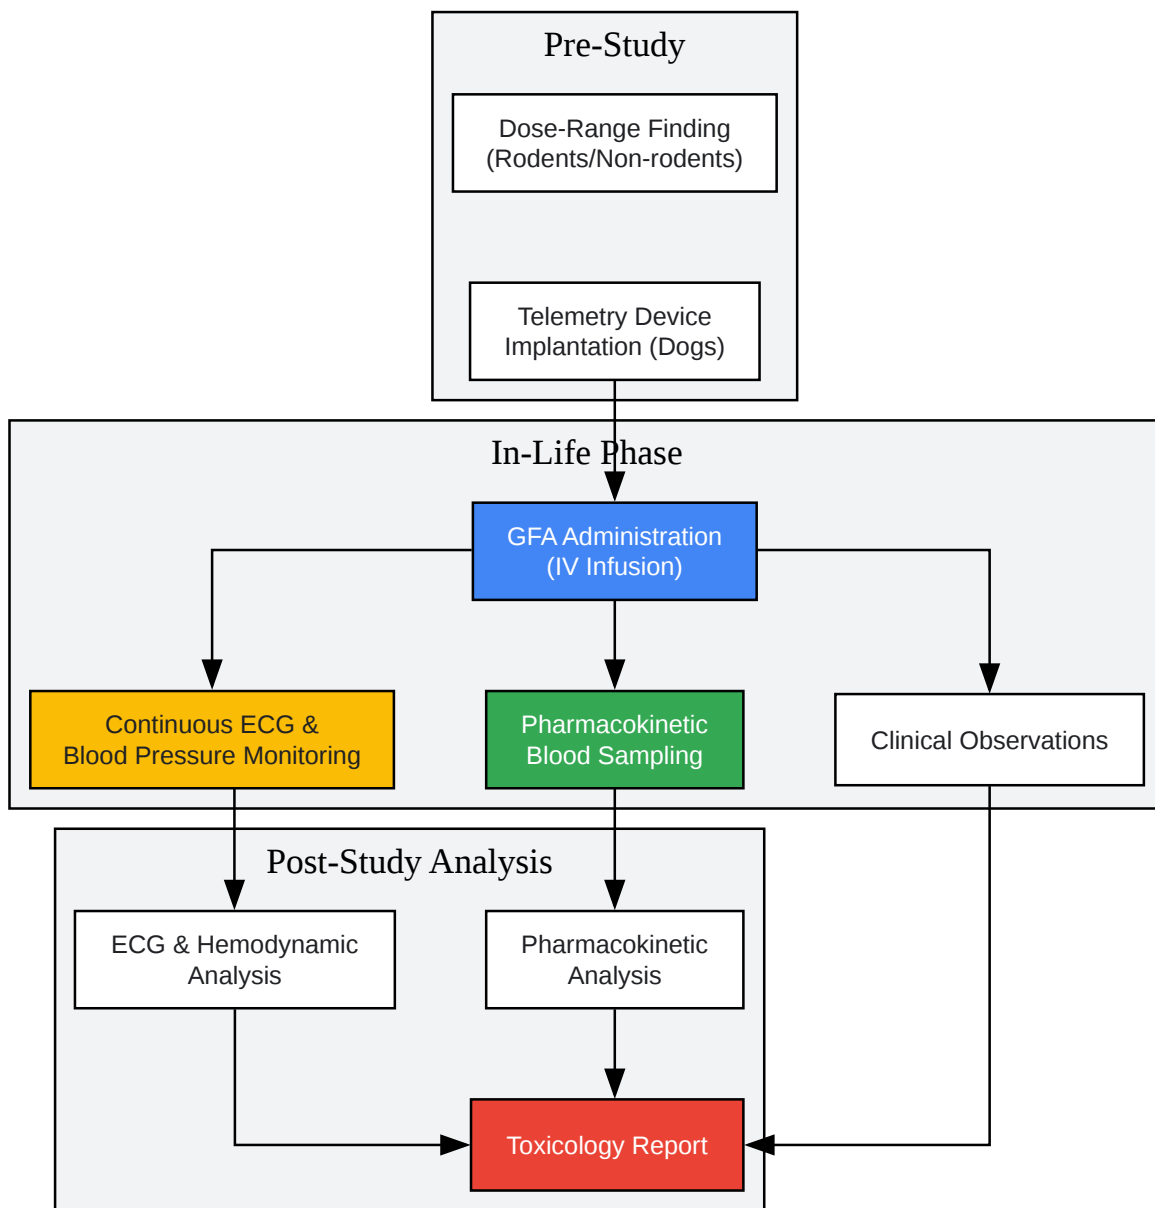 Pre-Study
Dose-Range Finding
(Rodents/Non-rodents)
Telemetry Device
Implantation (Dogs)
In-Life Phase
GFA Administration
(IV Infusion)
Continuous ECG &
Blood Pressure Monitoring
Pharmacokinetic
Blood Sampling
Clinical Observations
Post-Study Analysis
ECG & Hemodynamic
Analysis
Pharmacokinetic
Analysis
Toxicology Report